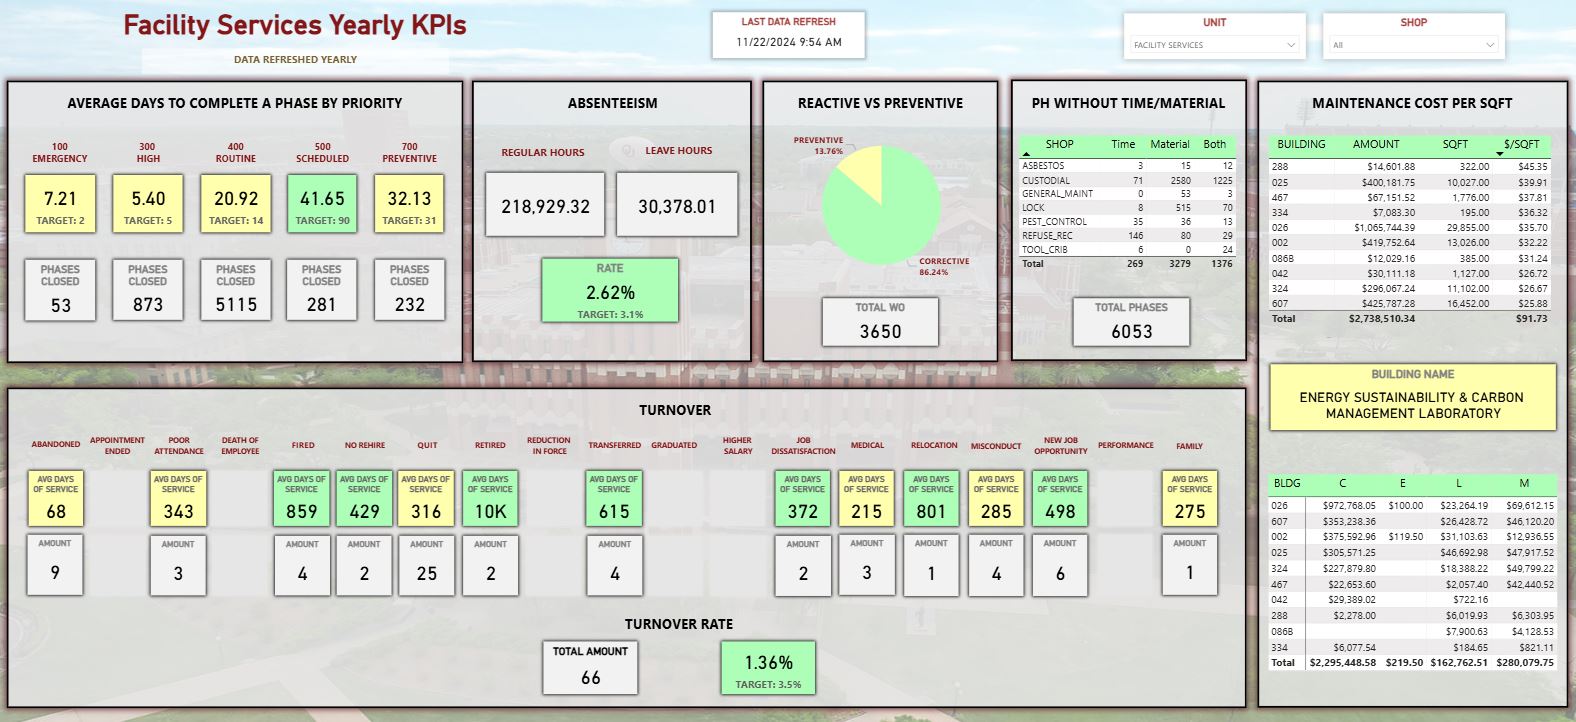 Facility Services Yearly KPIs
DATA REFRESHED YEARLY
LAST DATA REFRESH
11/22/2024 9:54 AM
UNIT
FACILITY SERVICES
SHOP
All
AVERAGE DAYS TO COMPLETE A PHASE BY PRIORITY
100 EMERGENCY
300 HIGH
400 ROUTINE
500 SCHEDULED
700 PREVENTIVE
7.21 TARGET: 2
5.40 TARGET: 5
20.92 TARGET: 14
41.65 TARGET: 90
32.13 TARGET: 31
PHASES CLOSED 53
PHASES CLOSED 873
PHASES CLOSED 5115
PHASES CLOSED 281
PHASES CLOSED 232
ABSENTEEISM
REGULAR HOURS
LEAVE HOURS
218,929.32
30,378.01
RATE
2.62%
TARGET: 3.1%
REACTIVE VS PREVENTIVE
PREVENTIVE
13.76%
CORRECTIVE
86.24%
TOTAL WO
3650
PH WITHOUT TIME/MATERIAL
SHOP Time Material Both
ASBESTOS 3 15 12
CUSTODIAL 71 2580 1225
GENERAL_MAINT 0 53 3
LOCK 8 515 70
PEST_CONTROL 35 36 13
REFUSE_REC 146 80 29
TOOL_CRIB 6 0 24
Total 269 3279 1376
TOTAL PHASES
6053
MAINTENANCE COST PER SQFT
BUILDING AMOUNT SQFT $/SQFT
288 $14,601.88 322.00 $45.35
025 $400,181.75 10,027.00 $39.91
467 $67,151.52 1,776.00 $37.81
334 $7,083.30 195.00 $36.32
026 $1,065,744.39 29,855.00 $35.70
002 $419,752.64 13,026.00 $32.22
086B $12,029.16 385.00 $31.24
042 $30,111.18 1,127.00 $26.72
324 $296,067.24 11,102.00 $26.67
607 $425,787.28 16,452.00 $25.88
Total $2,738,510.34 $91.73
BUILDING NAME
ENERGY SUSTAINABILITY & CARBON
MANAGEMENT LABORATORY
BLDG C E L M
026 $972,768.05 $100.00 $23,264.19 $69,612.15
607 $353,238.36 $26,428.72 $46,120.20
002 $375,592.96 $119.50 $31,103.63 $12,936.55
025 $305,571.25 $46,692.98 $47,917.52
324 $227,879.80 $18,388.22 $49,799.22
467 $22,653.60 $2,057.40 $42,440.52
042 $29,389.02 $722.16
288 $2,278.00 $6,019.93 $6,303.95
086B $7,900.63 $4,128.53
334 $6,077.54 $184.65 $821.11
Total $2,295,448.58 $219.50 $162,762.51 $280,079.75
TURNOVER
ABANDONED
APPOINTMENT ENDED
POOR ATTENDANCE
DEATH OF EMPLOYEE
FIRED
NO REHIRE
QUIT
RETIRED
REDUCTION IN FORCE
TRANSFERRED
GRADUATED
HIGHER SALARY
JOB DISSATISFACTION
MEDICAL
RELOCATION
MISCONDUCT
NEW JOB OPPORTUNITY
PERFORMANCE
FAMILY
AVG DAYS OF SERVICE 68
AVG DAYS OF SERVICE 343
AVG DAYS OF SERVICE 859
AVG DAYS OF SERVICE 429
AVG DAYS OF SERVICE 316
AVG DAYS OF SERVICE 10K
AVG DAYS OF SERVICE 615
AVG DAYS OF SERVICE 372
AVG DAYS OF SERVICE 215
AVG DAYS OF SERVICE 801
AVG DAYS OF SERVICE 285
AVG DAYS OF SERVICE 498
AVG DAYS OF SERVICE 275
AMOUNT 9
AMOUNT 3
AMOUNT 4
AMOUNT 2
AMOUNT 25
AMOUNT 2
AMOUNT 4
AMOUNT 2
AMOUNT 3
AMOUNT 1
AMOUNT 4
AMOUNT 6
AMOUNT 1
TURNOVER RATE
TOTAL AMOUNT
66
1.36%
TARGET: 3.5%